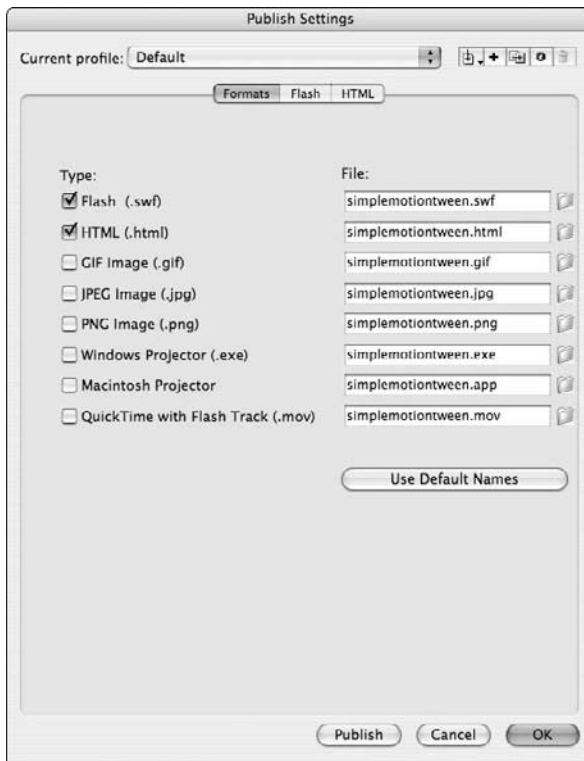 Publish Settings
Current profile: Default
Formats Flash HTML
Type: File:
Flash (.swf) simplemotiontween.swf
HTML (.html) simplemotiontween.html
GIF Image (.gif) simplemotiontween.gif
JPEG Image (.jpg) simplemotiontween.jpg
PNG Image (.png) simplemotiontween.png
Windows Projector (.exe) simplemotiontween.exe
Macintosh Projector simplemotiontween.app
QuickTime with Flash Track (.mov) simplemotiontween.mov
Use Default Names
Publish Cancel OK